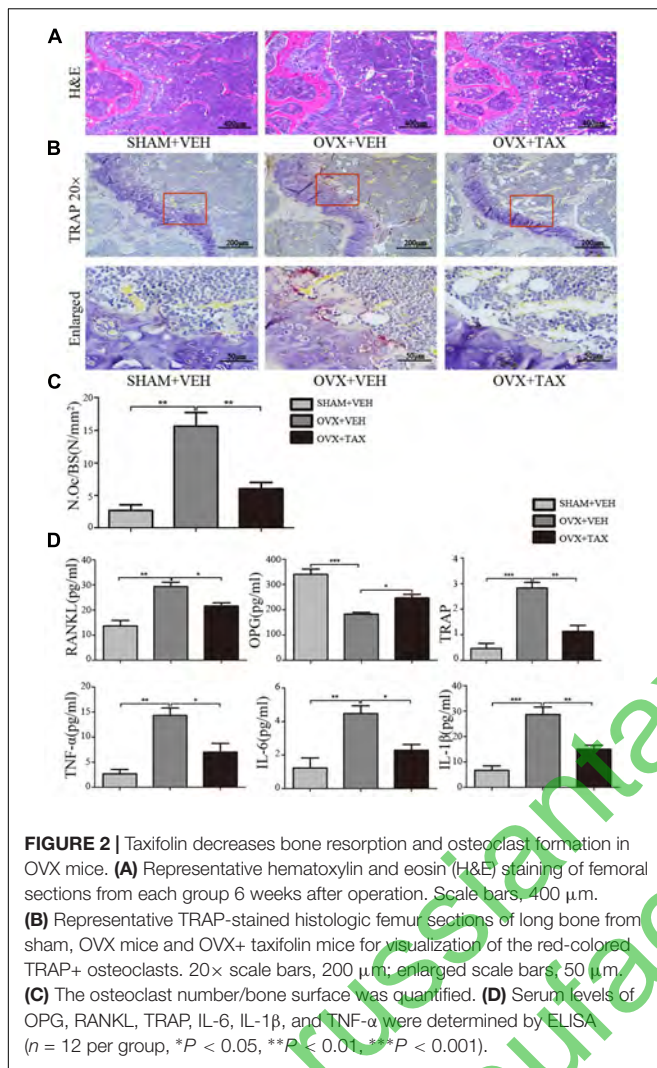 A
H&E
400μm
400μm
400μm
SHAM+VEH OVX+VEH OVX+TAX
B
TRAP 20×
200μm
200μm
200μm
Enlarged
50μm
50μm
50μm
SHAM+VEH OVX+VEH OVX+TAX
C
N.Oc/BS(N/mm²)
20
15
10
5
0
** **
SHAM+VEH
OVX+VEH
OVX+TAX
SHAM+VEH
OVX+VEH
OVX+TAX
D
RANKL(pg/ml)
40
30
20
10
0
** *
OPG(pg/ml)
400
300
200
100
0
*** *
TRAP
4
3
2
1
0
*** **
TNF-α(pg/ml)
20
15
10
5
0
** *
IL-6(pg/ml)
6
4
2
0
** *
IL-1β(pg/ml)
40
30
20
10
0
*** **
FIGURE 2 | Taxifolin decreases bone resorption and osteoclast formation in
OVX mice. (A) Representative hematoxylin and eosin (H&E) staining of femoral
sections from each group 6 weeks after operation. Scale bars, 400 μm.
(B) Representative TRAP-stained histologic femur sections of long bone from
sham, OVX mice and OVX+ taxifolin mice for visualization of the red-colored
TRAP+ osteoclasts. 20× scale bars, 200 μm; enlarged scale bars, 50 μm.
(C) The osteoclast number/bone surface was quantified. (D) Serum levels of
OPG, RANKL, TRAP, IL-6, IL-1β, and TNF-α were determined by ELISA
(n = 12 per group, *P < 0.05, **P < 0.01, ***P < 0.001).